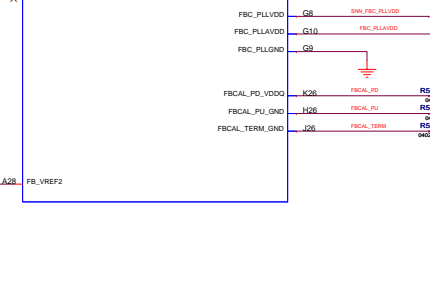 FBC_PLLVDD G8 SNN_FBC_PLLVDD
FBC_PLLAVDD G10 FBC_PLLAVDD
FBC_PLLGND G9
FBCAL_PD_VDDQ K26 FBCAL_PD R5
FBCAL_PU_GND H26 FBCAL_PU R5
FBCAL_TERM_GND J26 FBCAL_TERM R5
0402
A28 FB_VREF2